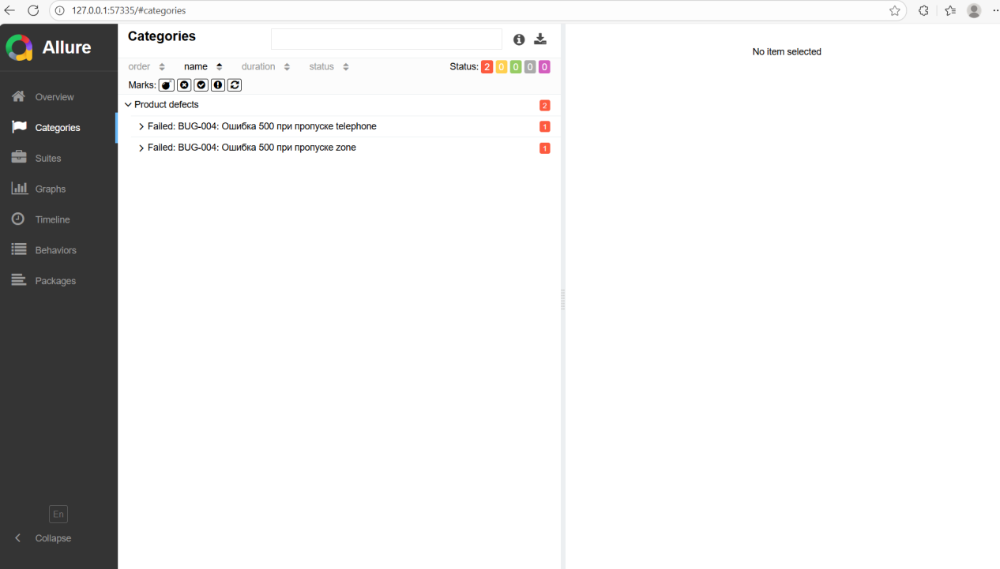 127.0.0.1:57335/#categories
Allure
Overview
Categories
Suites
Graphs
Timeline
Behaviors
Packages
En
Collapse
Categories
order name duration status Status: 2 0 0 0 0
Marks:
Product defects 2
Failed: BUG-004: Ошибка 500 при пропуске telephone 1
Failed: BUG-004: Ошибка 500 при пропуске zone 1
No item selected